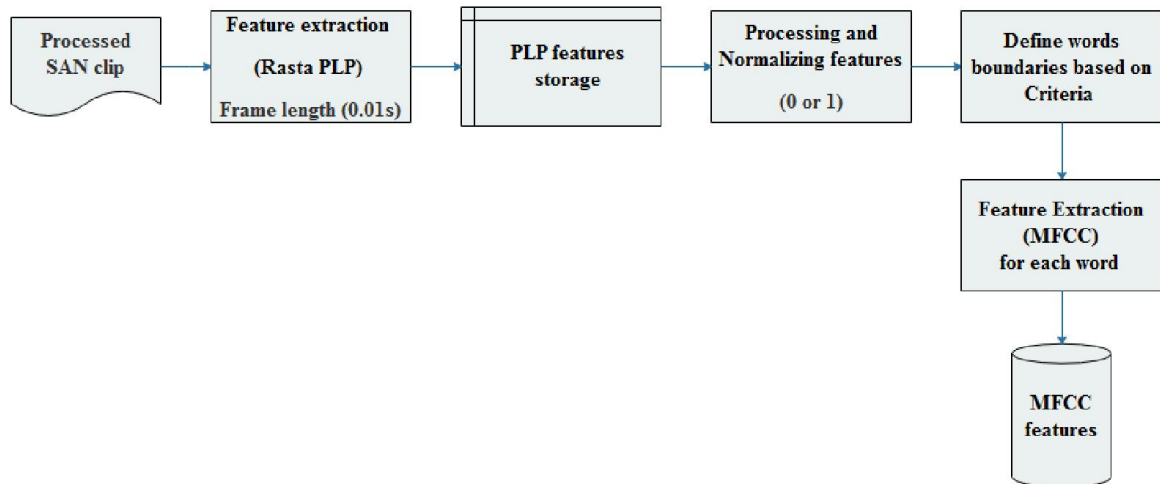 Processed
SAN clip
Feature extraction
(Rasta PLP)
Frame length (0.01s)
PLP features
storage
Processing and
Normalizing features
(0 or 1)
Define words
boundaries based on
Criteria
Feature Extraction
(MFCC)
for each word
MFCC
features